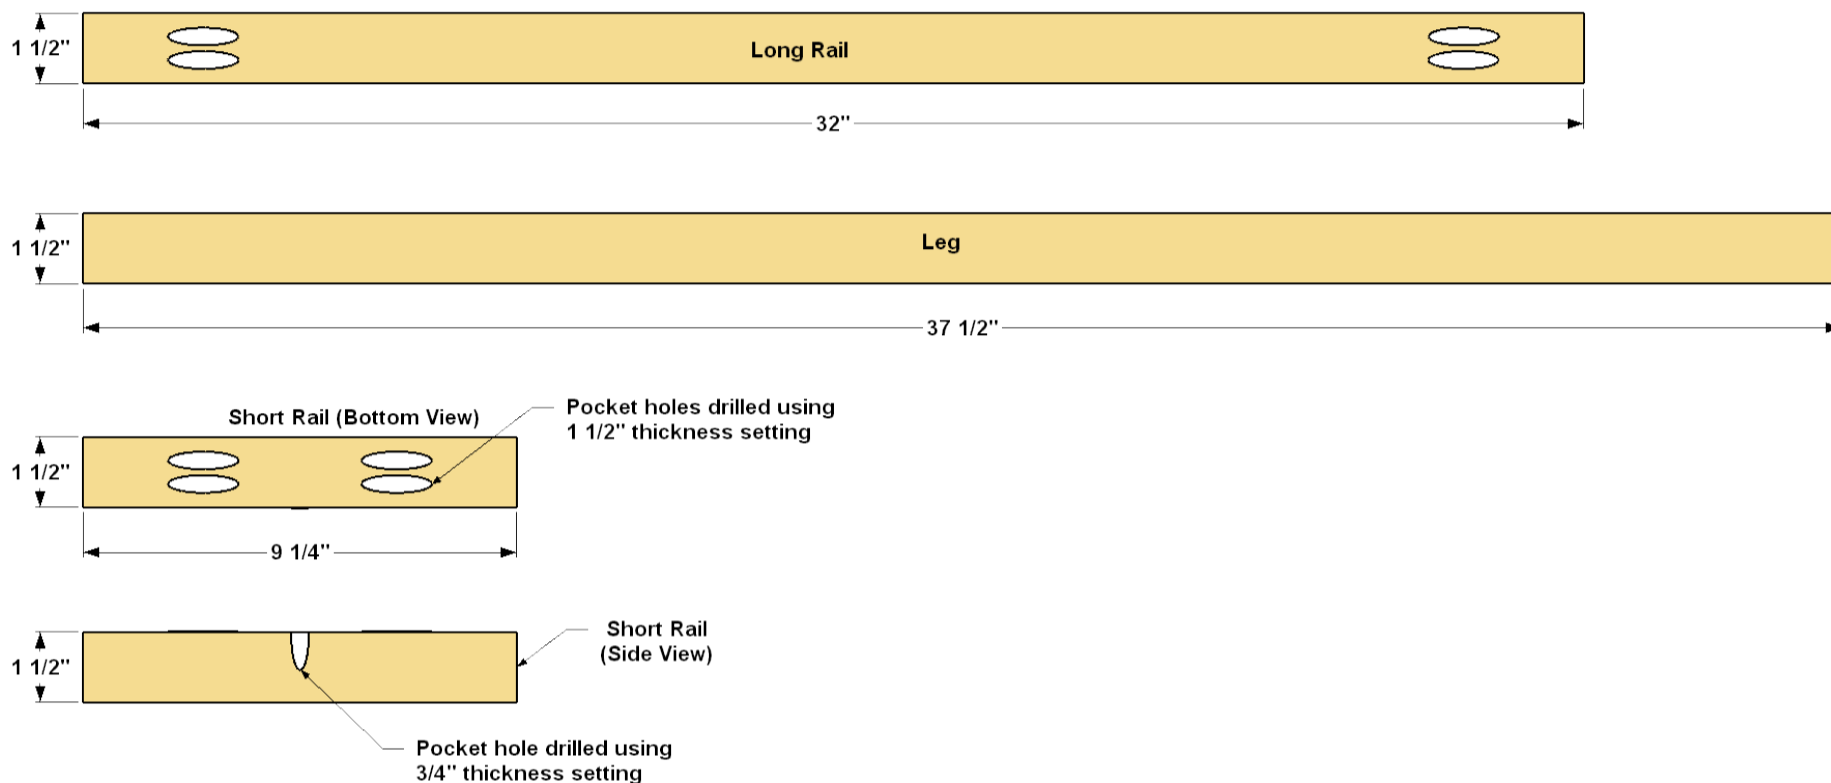 1 1/2"
Long Rail
32"
1 1/2"
Leg
37 1/2"
Short Rail (Bottom View)
Pocket holes drilled using
1 1/2" thickness setting
1 1/2"
9 1/4"
1 1/2"
Short Rail
(Side View)
Pocket hole drilled using
3/4" thickness setting